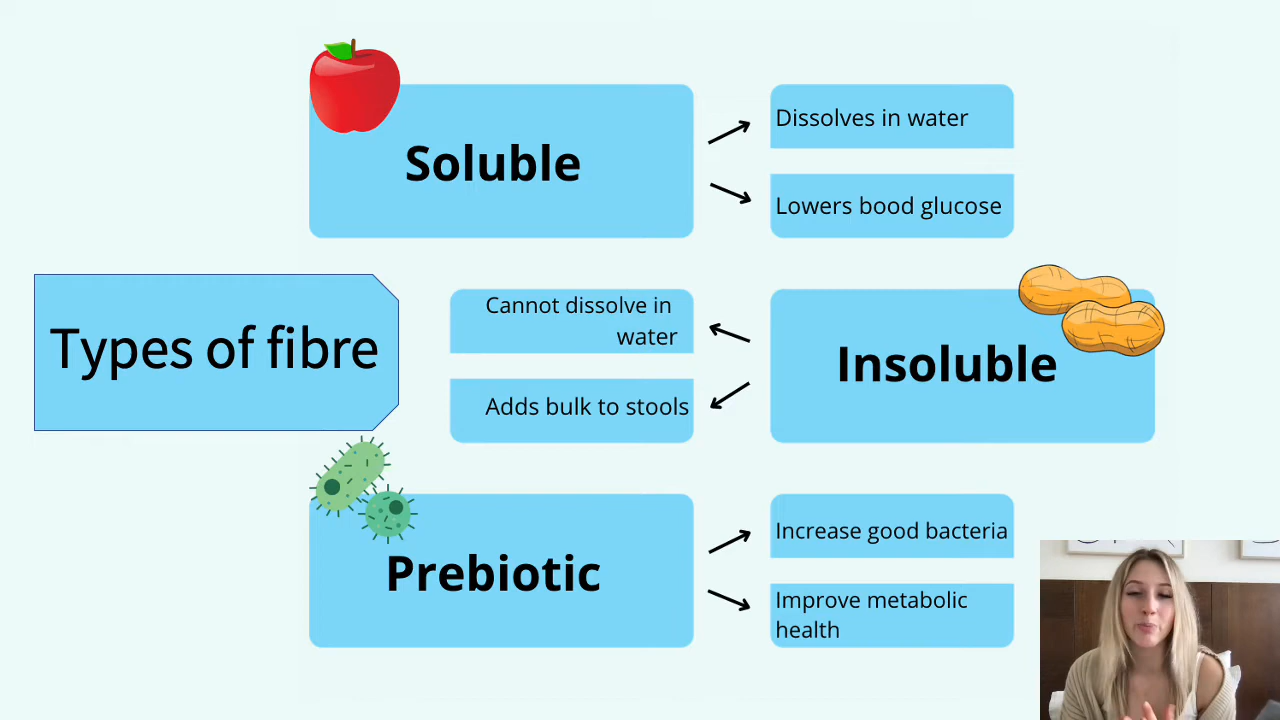 Soluble
Dissolves in water
Lowers bood glucose
Types of fibre
Cannot dissolve in
water
Adds bulk to stools
Insoluble
Prebiotic
Increase good bacteria
Improve metabolic
health